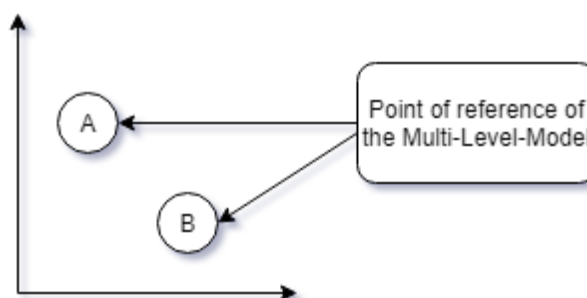 A
Point of reference of
the Multi-Level-Model
B